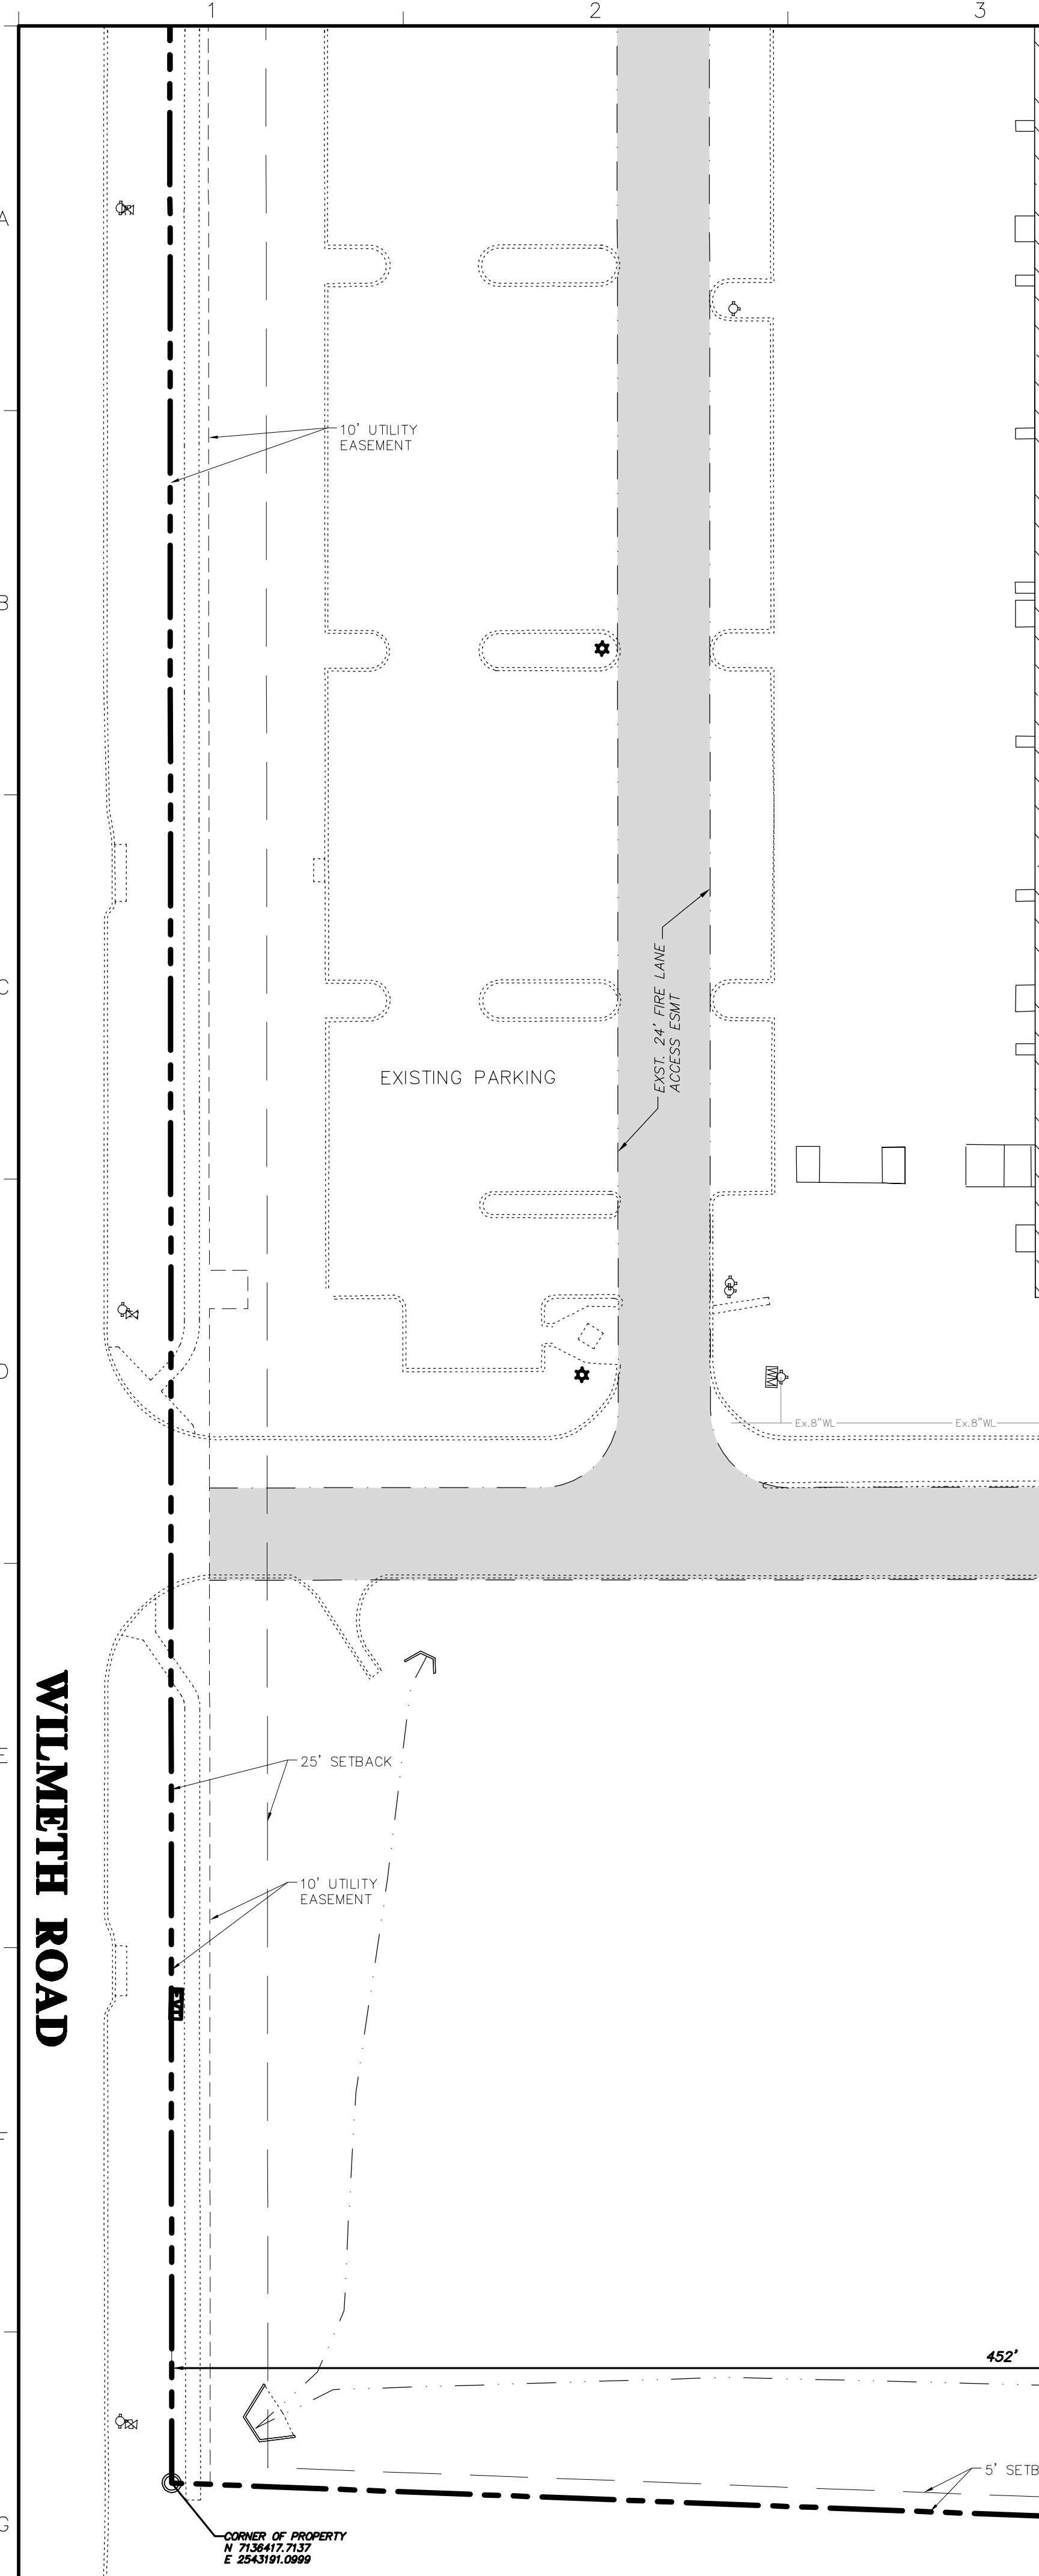 1
2
3
A
10' UTILITY
EASEMENT
B
EXST. 24' FIRE LANE
ACCESS ESMT
C
EXISTING PARKING
D
Ex.8"WL
Ex.8"WL
WILMETH ROAD
E
25' SETBACK
10' UTILITY
EASEMENT
F
452'
5' SETB
G
CORNER OF PROPERTY
N 7136417.7137
E 2543191.0999